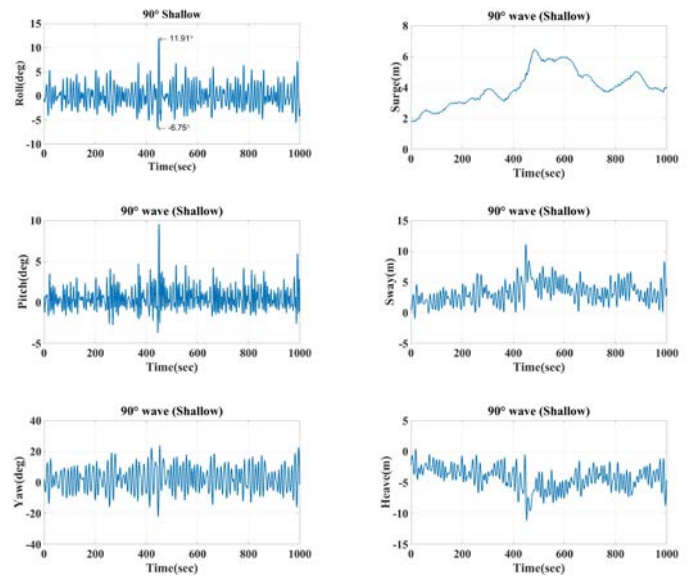 90° Shallow
15
11.91°
10
Roll(deg)
5
0
-5
-6.75°
-10
0 200 400 600 800 1000
Time(sec)
90° wave (Shallow)
8
6
Surge(m)
4
2
0
0 200 400 600 800 1000
Time(sec)
90° wave (Shallow)
10
5
Pitch(deg)
0
-5
0 200 400 600 800 1000
Time(sec)
90° wave (Shallow)
15
10
Sway(m)
5
0
-5
0 200 400 600 800 1000
Time(sec)
90° wave (Shallow)
40
20
Yaw(deg)
0
-20
-40
0 200 400 600 800 1000
Time(sec)
90° wave (Shallow)
5
0
Heave(m)
-5
-10
-15
0 200 400 600 800 1000
Time(sec)